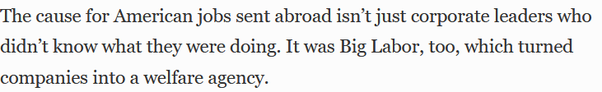 The cause for American jobs sent abroad isn’t just corporate leaders who
didn’t know what they were doing. It was Big Labor, too, which turned
companies into a welfare agency.